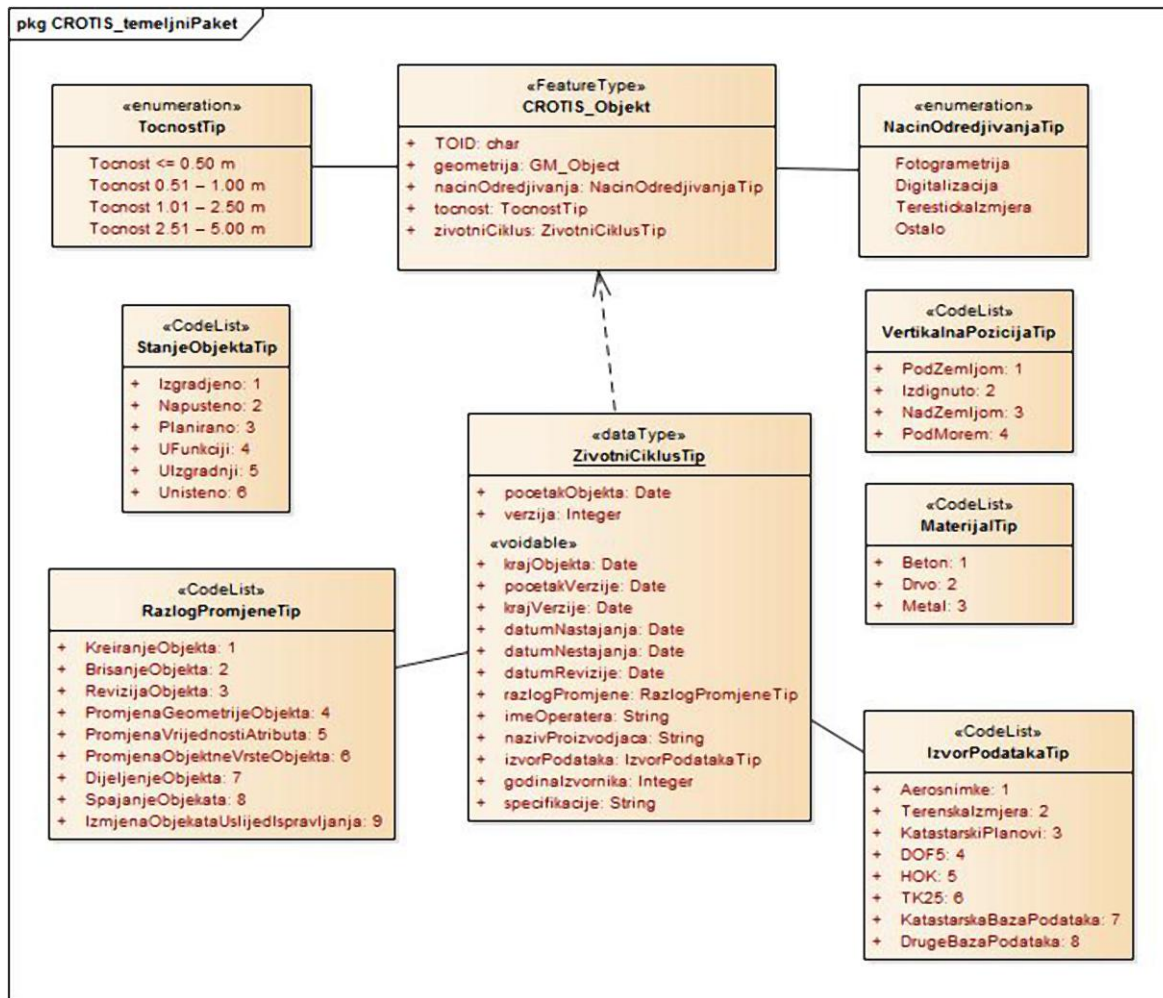 pkg CROTIS_temeljniPaket
«enumeration»
TocnostTip
Tocnost <= 0.50 m
Tocnost 0.51 – 1.00 m
Tocnost 1.01 – 2.50 m
Tocnost 2.51 – 5.00 m
«FeatureType»
CROTIS_Objekt
+ TOID: char
+ geometrija: GM_Object
+ nacinOdredjivanja: NacinOdredjivanjaTip
+ tocnost: TocnostTip
+ zivotniCiklus: ZivotniCiklusTip
«enumeration»
NacinOdredjivanjaTip
Fotogrametrija
Digitalizacija
TerestickaIzmjera
Ostalo
«CodeList»
StanjeObjektaTip
+ Izgradjeno: 1
+ Napusteno: 2
+ Planirano: 3
+ UFunkciji: 4
+ UIzgradnji: 5
+ Unisteno: 6
«CodeList»
VertikalnaPozicijaTip
+ PodZemljom: 1
+ Izdignuto: 2
+ NadZemljom: 3
+ PodMorem: 4
«dataType»
ZivotniCiklusTip
+ pocetakObjekta: Date
+ verzija: Integer
«voidable»
+ krajObjekta: Date
+ pocetakVerzije: Date
+ krajVerzije: Date
+ datumNastajanja: Date
+ datumNestajanja: Date
+ datumRevizije: Date
+ razlogPromjene: RazlogPromjeneTip
+ imeOperatera: String
+ nazivProizvodjaca: String
+ izvorPodataka: IzvorPodatakaTip
+ godinaIzvornika: Integer
+ specifikacije: String
«CodeList»
MaterijalTip
+ Beton: 1
+ Drvo: 2
+ Metal: 3
«CodeList»
RazlogPromjeneTip
+ KreiranjeObjekta: 1
+ BrisanjeObjekta: 2
+ RevizijaObjekta: 3
+ PromjenaGeometrijeObjekta: 4
+ PromjenaVrijednostiAtributa: 5
+ PromjenaObjektneVrsteObjekta: 6
+ DijeljenjeObjekta: 7
+ SpajanjeObjekata: 8
+ IzmjenaObjekataUslijedIspravljanja: 9
«CodeList»
IzvorPodatakaTip
+ Aerosnimke: 1
+ TerenskaIzmjera: 2
+ KatastarskiPlanovi: 3
+ DOF5: 4
+ HOK: 5
+ TK25: 6
+ KatastarskaBazaPodataka: 7
+ DrugeBazaPodataka: 8